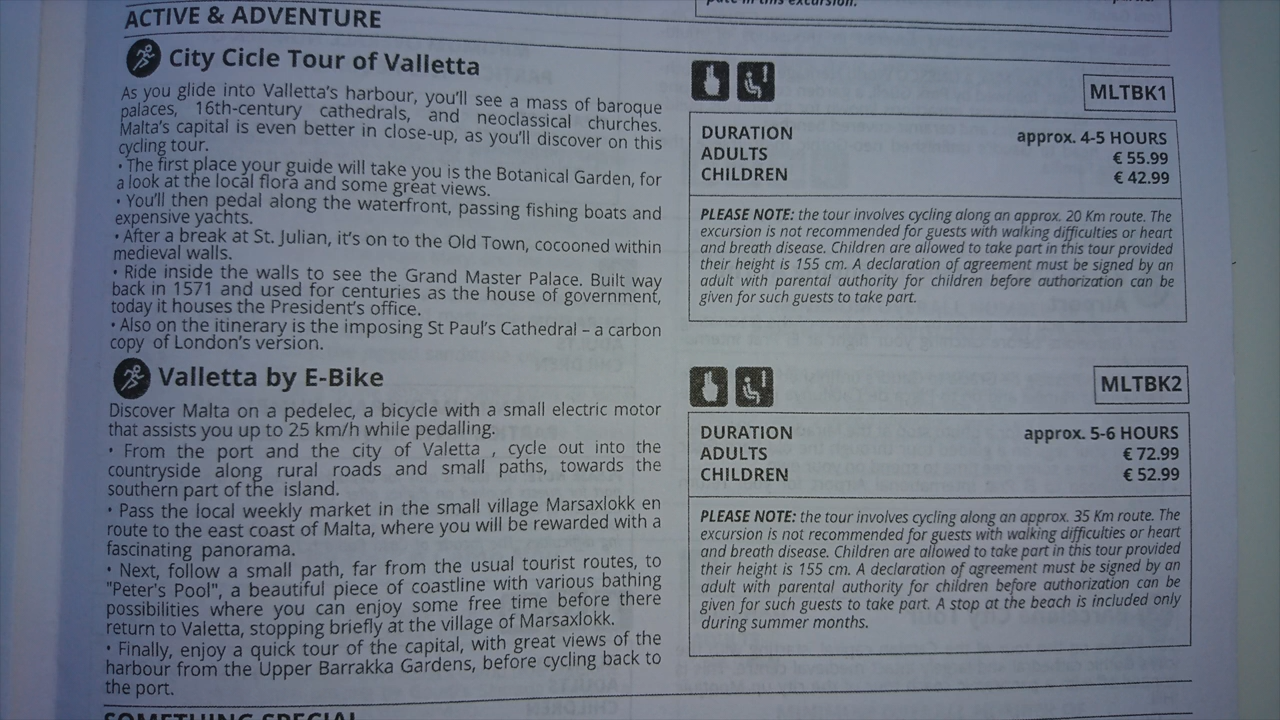 pate in this excursion.
ACTIVE & ADVENTURE
City Cicle Tour of Valletta
As you glide into Valletta's harbour, you'll see a mass of baroque
palaces, 16th-century cathedrals, and neoclassical churches.
Malta's capital is even better in close-up, as you'll discover on this
cycling tour.
• The first place your guide will take you is the Botanical Garden, for
a look at the local flora and some great views.
• You'll then pedal along the waterfront, passing fishing boats and
expensive yachts.
• After a break at St. Julian, it's on to the Old Town, cocooned within
medieval walls.
• Ride inside the walls to see the Grand Master Palace. Built way
back in 1571 and used for centuries as the house of government,
today it houses the President's office.
• Also on the itinerary is the imposing St Paul's Cathedral – a carbon
copy of London's version.
MLTBK1
DURATION approx. 4-5 HOURS
ADULTS € 55.99
CHILDREN € 42.99
PLEASE NOTE: the tour involves cycling along an approx. 20 Km route. The
excursion is not recommended for guests with walking difficulties or heart
and breath disease. Children are allowed to take part in this tour provided
their height is 155 cm. A declaration of agreement must be signed by an
adult with parental authority for children before authorization can be
given for such guests to take part.
Valletta by E-Bike
Discover Malta on a pedelec, a bicycle with a small electric motor
that assists you up to 25 km/h while pedalling.
• From the port and the city of Valetta , cycle out into the
countryside along rural roads and small paths, towards the
southern part of the island.
• Pass the local weekly market in the small village Marsaxlokk en
route to the east coast of Malta, where you will be rewarded with a
fascinating panorama.
• Next, follow a small path, far from the usual tourist routes, to
"Peter's Pool", a beautiful piece of coastline with various bathing
possibilities where you can enjoy some free time before there
return to Valetta, stopping briefly at the village of Marsaxlokk.
• Finally, enjoy a quick tour of the capital, with great views of the
harbour from the Upper Barrakka Gardens, before cycling back to
the port.
MLTBK2
DURATION approx. 5-6 HOURS
ADULTS € 72.99
CHILDREN € 52.99
PLEASE NOTE: the tour involves cycling along an approx. 35 Km route. The
excursion is not recommended for guests with walking difficulties or heart
and breath disease. Children are allowed to take part in this tour provided
their height is 155 cm. A declaration of agreement must be signed by an
adult with parental authority for children before authorization can be
given for such guests to take part. A stop at the beach is included only
during summer months.
SOMETHING SPECIAL